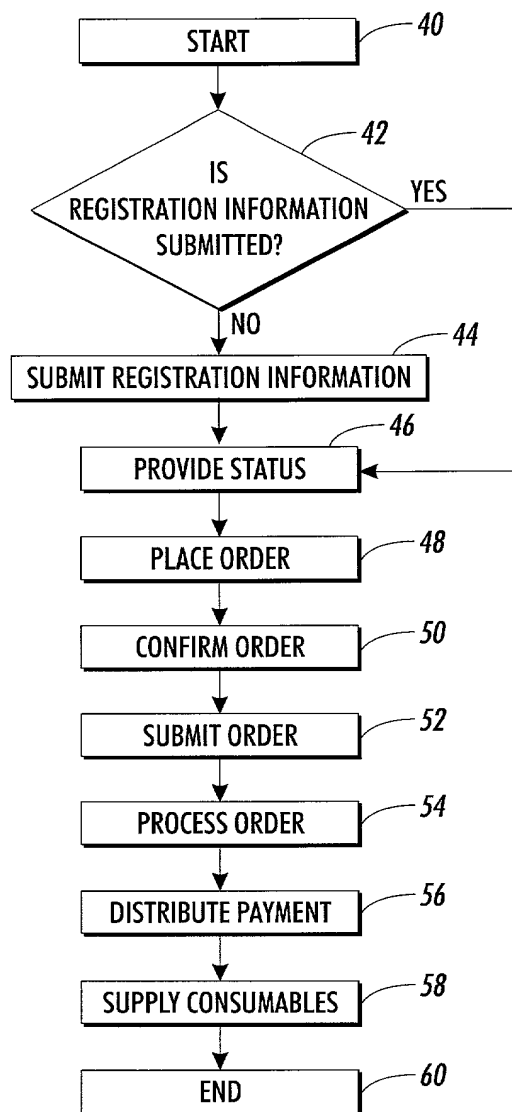 START
40
42
IS
REGISTRATION INFORMATION
SUBMITTED?
YES
NO
44
SUBMIT REGISTRATION INFORMATION
46
PROVIDE STATUS
PLACE ORDER
48
CONFIRM ORDER
50
SUBMIT ORDER
52
PROCESS ORDER
54
DISTRIBUTE PAYMENT
56
SUPPLY CONSUMABLES
58
END
60